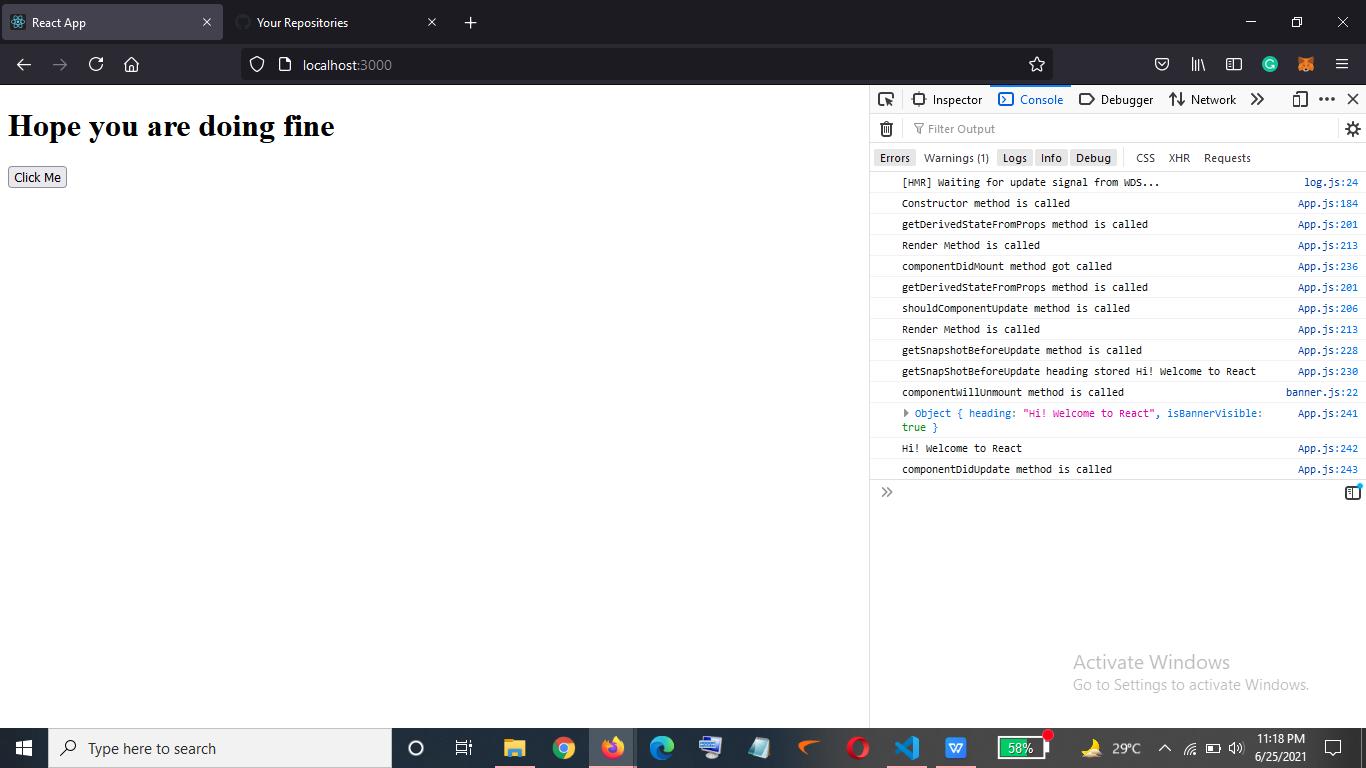 React App
Your Repositories
localhost:3000
Hope you are doing fine
Click Me
Inspector
Console
Debugger
Network
Filter Output
Errors Warnings (1) Logs Info Debug CSS XHR Requests
[HMR] Waiting for update signal from WDS... log.js:24
Constructor method is called App.js:184
getDerivedStateFromProps method is called App.js:201
Render Method is called App.js:213
componentDidMount method got called App.js:236
getDerivedStateFromProps method is called App.js:201
shouldComponentUpdate method is called App.js:206
Render Method is called App.js:213
getSnapshotBeforeUpdate method is called App.js:228
getSnapShotBeforeUpdate heading stored Hi! Welcome to React App.js:230
componentWillUnmount method is called banner.js:22
Object { heading: "Hi! Welcome to React", isBannerVisible: App.js:241
true }
Hi! Welcome to React App.js:242
componentDidUpdate method is called App.js:243
Activate Windows
Go to Settings to activate Windows.
Type here to search
58%
29°C
11:18 PM
6/25/2021